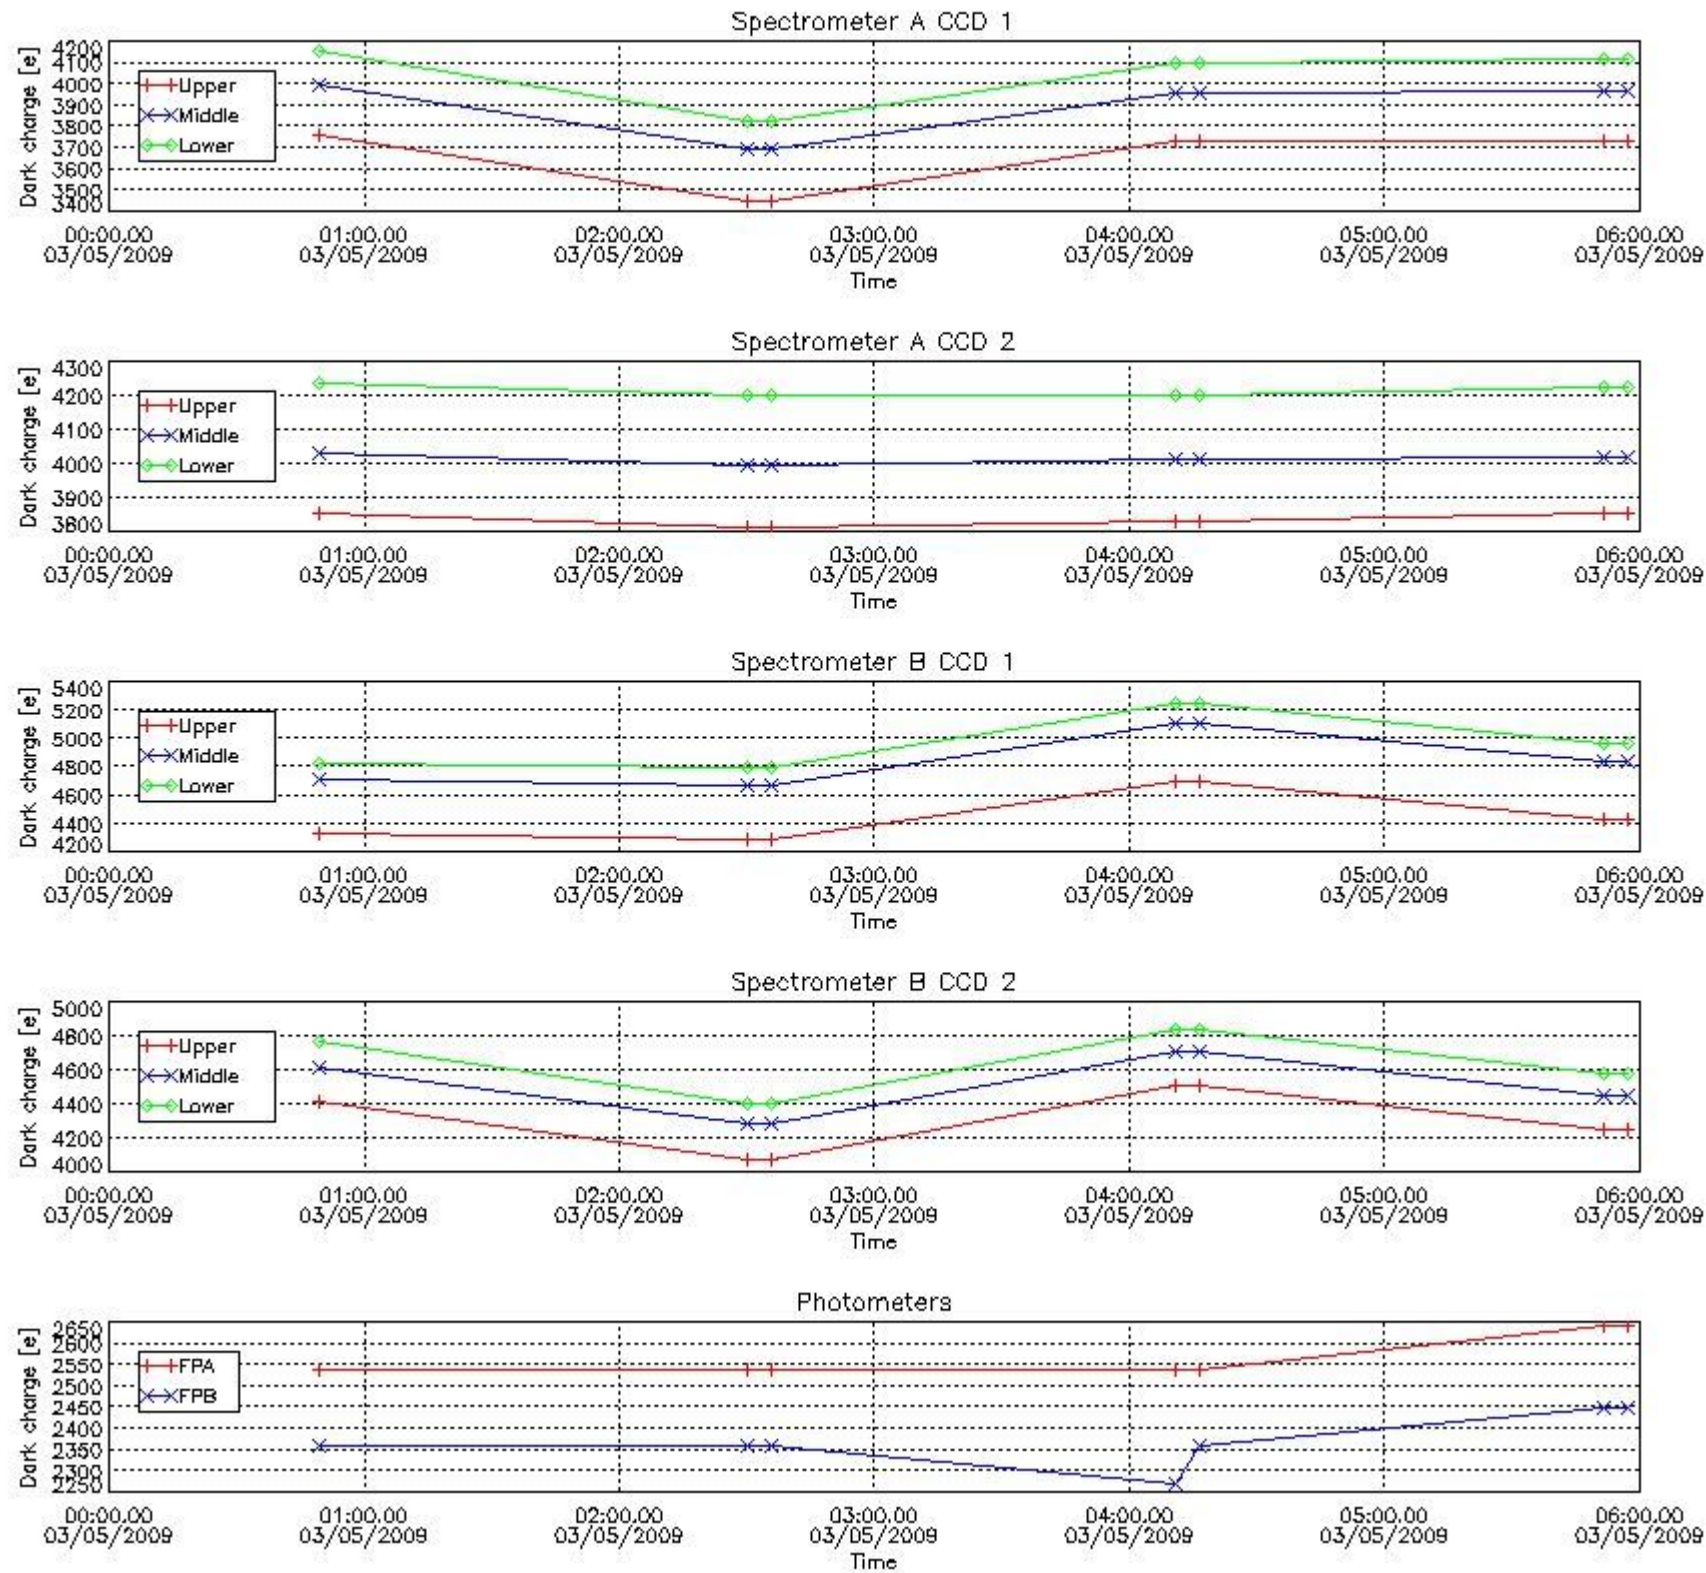 Spectrometer A CCD 1
Dark charge [e]
4200
4100
4000
3900
3800
3700
3600
3500
3400
Upper
Middle
Lower
00:00.00 01:00.00 02:00.00 03:00.00 04:00.00 05:00.00 06:00.00
03/05/2009 03/05/2009 03/05/2009 03/05/2009 03/05/2009 03/05/2009 03/05/2009
Time
Spectrometer A CCD 2
Dark charge [e]
4300
4200
4100
4000
3900
3800
Upper
Middle
Lower
00:00.00 01:00.00 02:00.00 03:00.00 04:00.00 05:00.00 06:00.00
03/05/2009 03/05/2009 03/05/2009 03/05/2009 03/05/2009 03/05/2009 03/05/2009
Time
Spectrometer B CCD 1
Dark charge [e]
5400
5200
5000
4800
4600
4400
4200
Upper
Middle
Lower
00:00.00 01:00.00 02:00.00 03:00.00 04:00.00 05:00.00 06:00.00
03/05/2009 03/05/2009 03/05/2009 03/05/2009 03/05/2009 03/05/2009 03/05/2009
Time
Spectrometer B CCD 2
Dark charge [e]
5000
4800
4600
4400
4200
4000
Upper
Middle
Lower
00:00.00 01:00.00 02:00.00 03:00.00 04:00.00 05:00.00 06:00.00
03/05/2009 03/05/2009 03/05/2009 03/05/2009 03/05/2009 03/05/2009 03/05/2009
Time
Photometers
Dark charge [e]
2650
2600
2550
2500
2450
2400
2350
2300
2250
FPA
FPB
00:00.00 01:00.00 02:00.00 03:00.00 04:00.00 05:00.00 06:00.00
03/05/2009 03/05/2009 03/05/2009 03/05/2009 03/05/2009 03/05/2009 03/05/2009
Time